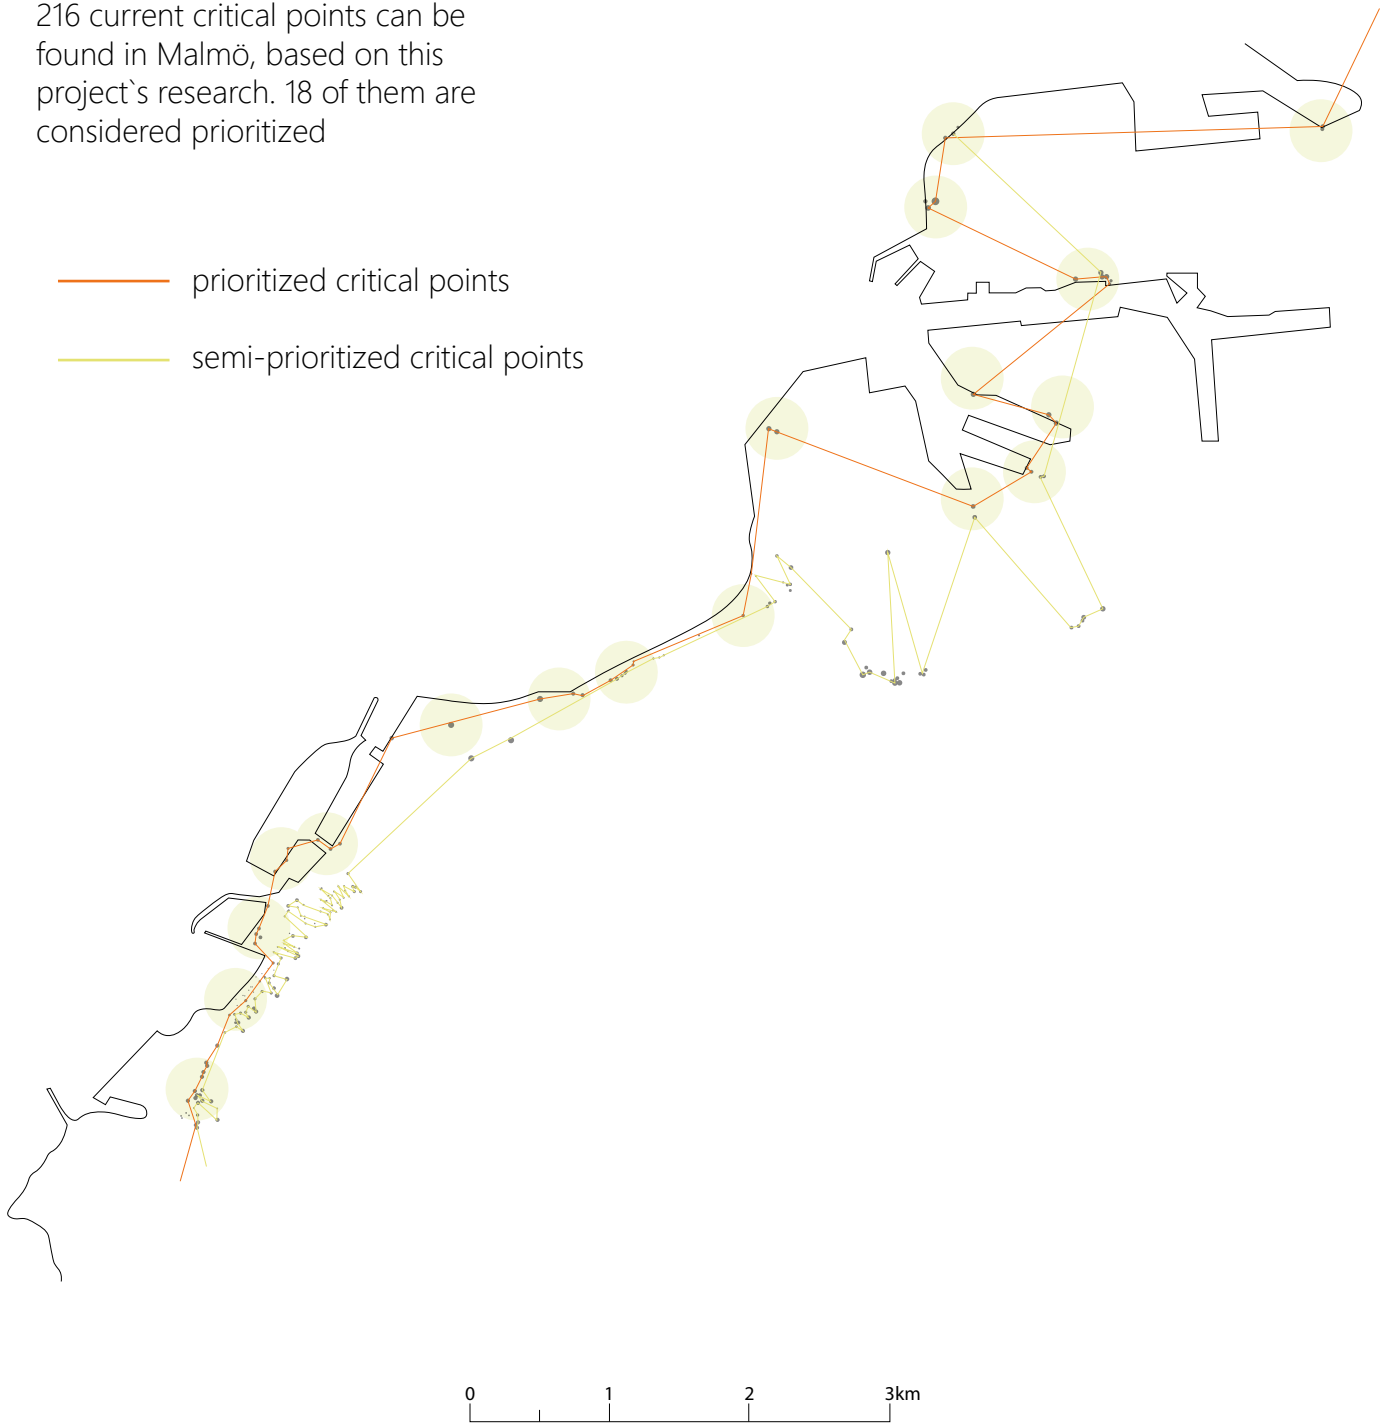 216 current critical points can be
found in Malmö, based on this
project`s research. 18 of them are
considered prioritized
prioritized critical points
semi-prioritized critical points
0 1 2 3km